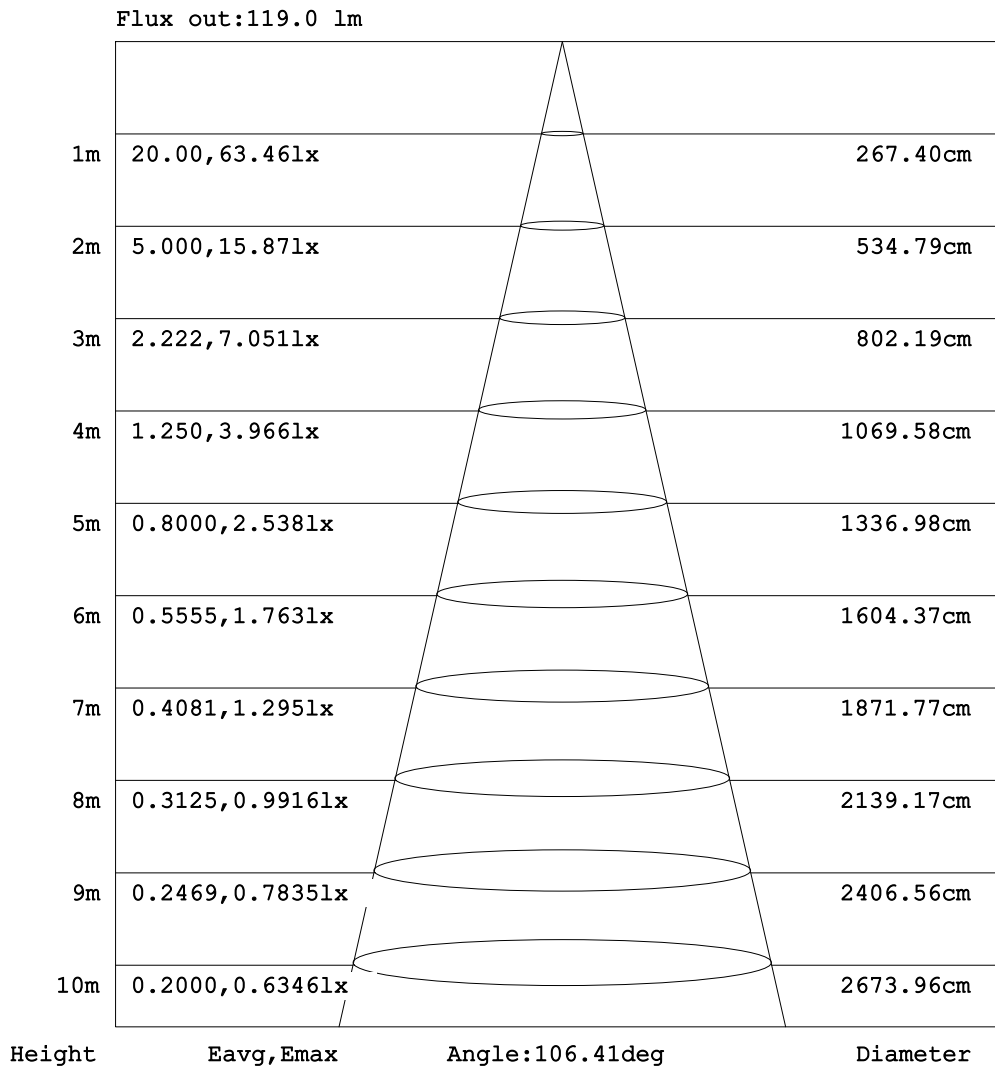 Flux out:119.0 lm
1m 20.00,63.46lx 267.40cm
2m 5.000,15.87lx 534.79cm
3m 2.222,7.051lx 802.19cm
4m 1.250,3.966lx 1069.58cm
5m 0.8000,2.538lx 1336.98cm
6m 0.5555,1.763lx 1604.37cm
7m 0.4081,1.295lx 1871.77cm
8m 0.3125,0.9916lx 2139.17cm
9m 0.2469,0.7835lx 2406.56cm
10m 0.2000,0.6346lx 2673.96cm
Height Eavg,Emax Angle:106.41deg Diameter